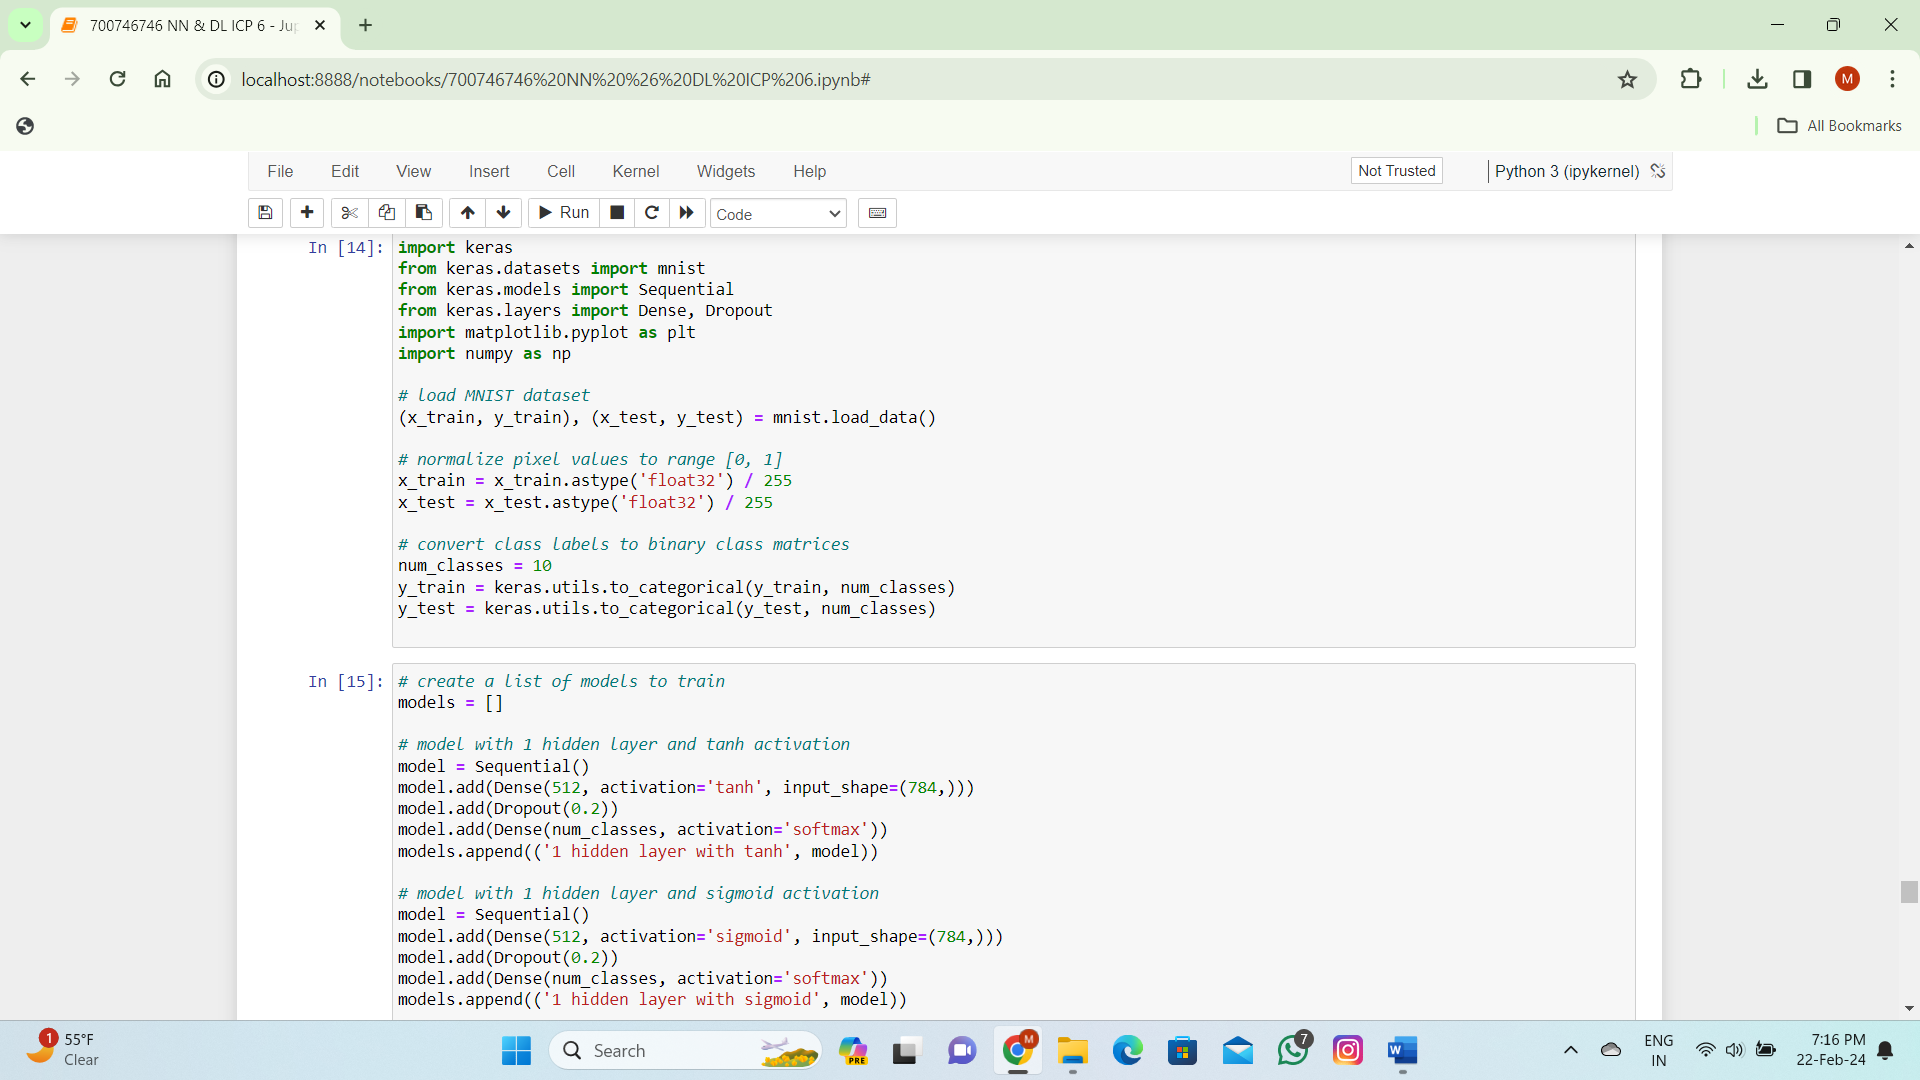 700746746 NN & DL ICP 6 - Jup
localhost:8888/notebooks/700746746%20NN%20%26%20DL%20ICP%206.ipynb#
M
All Bookmarks
File Edit View Insert Cell Kernel Widgets Help
Not Trusted
Python 3 (ipykernel)
Run
Code
In [14]:
import keras
from keras.datasets import mnist
from keras.models import Sequential
from keras.layers import Dense, Dropout
import matplotlib.pyplot as plt
import numpy as np
# load MNIST dataset
(x_train, y_train), (x_test, y_test) = mnist.load_data()
# normalize pixel values to range [0, 1]
x_train = x_train.astype('float32') / 255
x_test = x_test.astype('float32') / 255
# convert class labels to binary class matrices
num_classes = 10
y_train = keras.utils.to_categorical(y_train, num_classes)
y_test = keras.utils.to_categorical(y_test, num_classes)
In [15]:
# create a list of models to train
models = []
# model with 1 hidden layer and tanh activation
model = Sequential()
model.add(Dense(512, activation='tanh', input_shape=(784,)))
model.add(Dropout(0.2))
model.add(Dense(num_classes, activation='softmax'))
models.append(('1 hidden layer with tanh', model))
# model with 1 hidden layer and sigmoid activation
model = Sequential()
model.add(Dense(512, activation='sigmoid', input_shape=(784,)))
model.add(Dropout(0.2))
model.add(Dense(num_classes, activation='softmax'))
models.append(('1 hidden layer with sigmoid', model))
1
55°F
Clear
Search
PRE
M
7
W
ENG
IN
7:16 PM
22-Feb-24